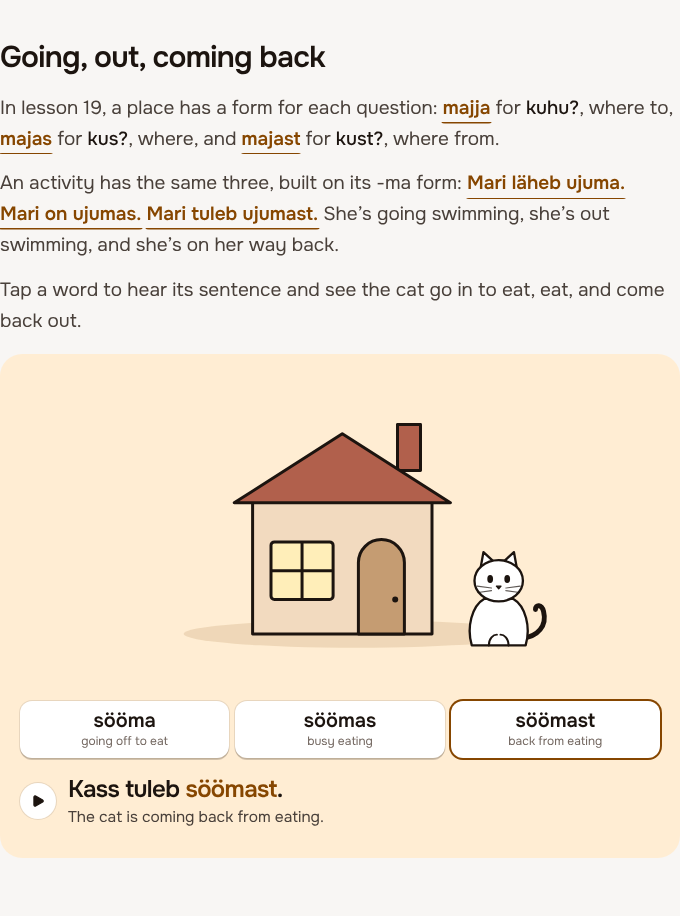 Going, out, coming back
In lesson 19, a place has a form for each question: majja for kuhu?, where to,
majas for kus?, where, and majast for kust?, where from.
An activity has the same three, built on its -ma form: Mari läheb ujuma.
Mari on ujumas. Mari tuleb ujumast. She’s going swimming, she’s out
swimming, and she’s on her way back.
Tap a word to hear its sentence and see the cat go in to eat, eat, and come
back out.
sööma
going off to eat
söömas
busy eating
söömast
back from eating
Kass tuleb söömast.
The cat is coming back from eating.